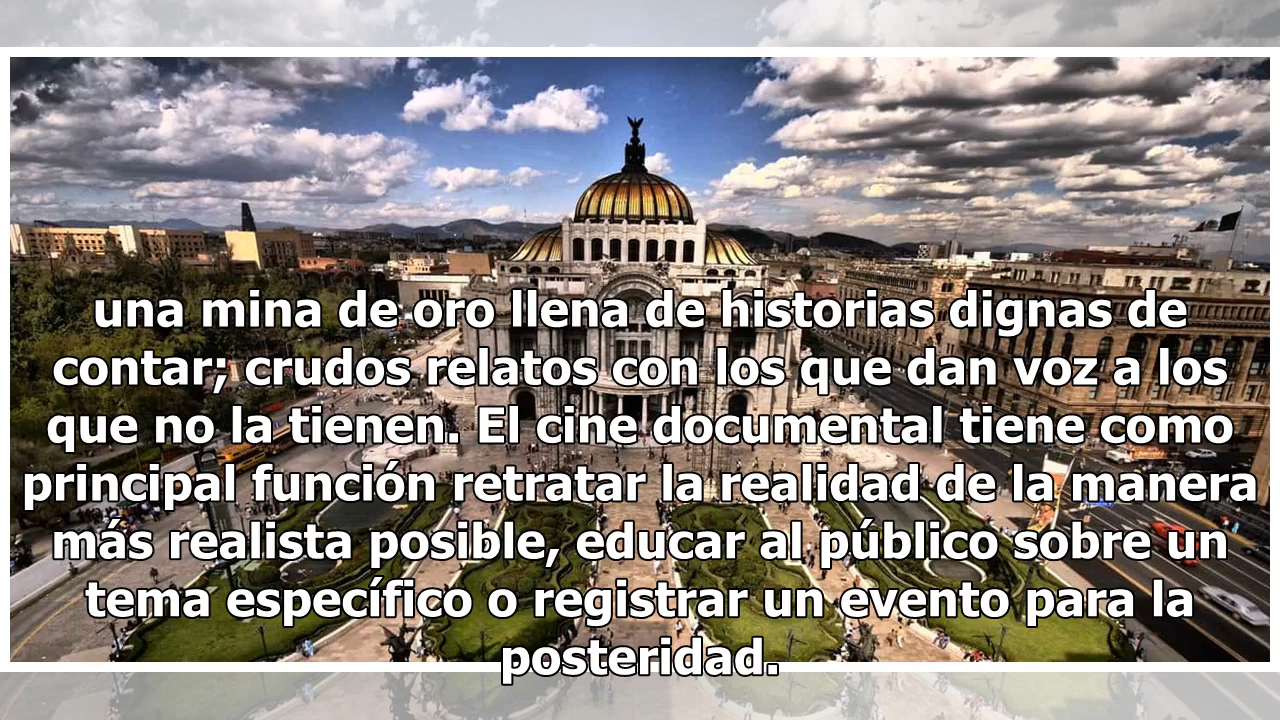 una mina de oro llena de historias dignas de
contar; crudos relatos con los que dan voz a los
que no la tienen. El cine documental tiene como
principal función retratar la realidad de la manera
más realista posible, educar al público sobre un
tema específico o registrar un evento para la
posteridad.